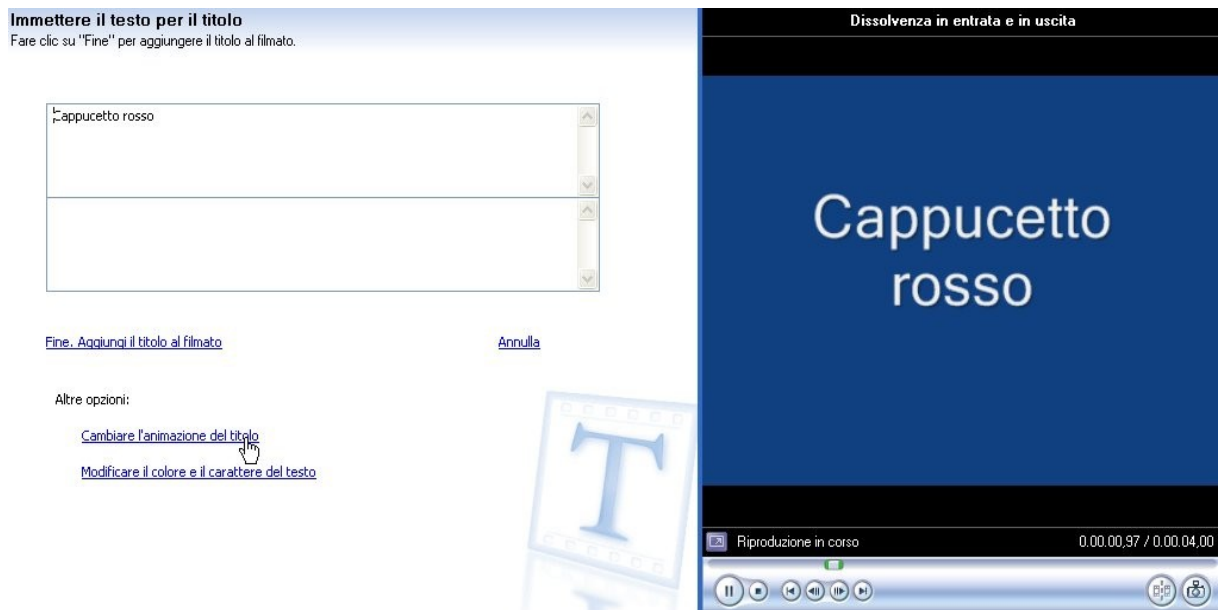 Immettere il testo per il titolo
Fare clic su "Fine" per aggiungere il titolo al filmato.
Cappucetto rosso
Fine. Aggiungi il titolo al filmato
Annulla
Altre opzioni:
Cambiare l'animazione del titolo
Modificare il colore e il carattere del testo
T
Dissolvenza in entrata e in uscita
Cappucetto
rosso
Riproduzione in corso
0.00.00,97 / 0.00.04,00